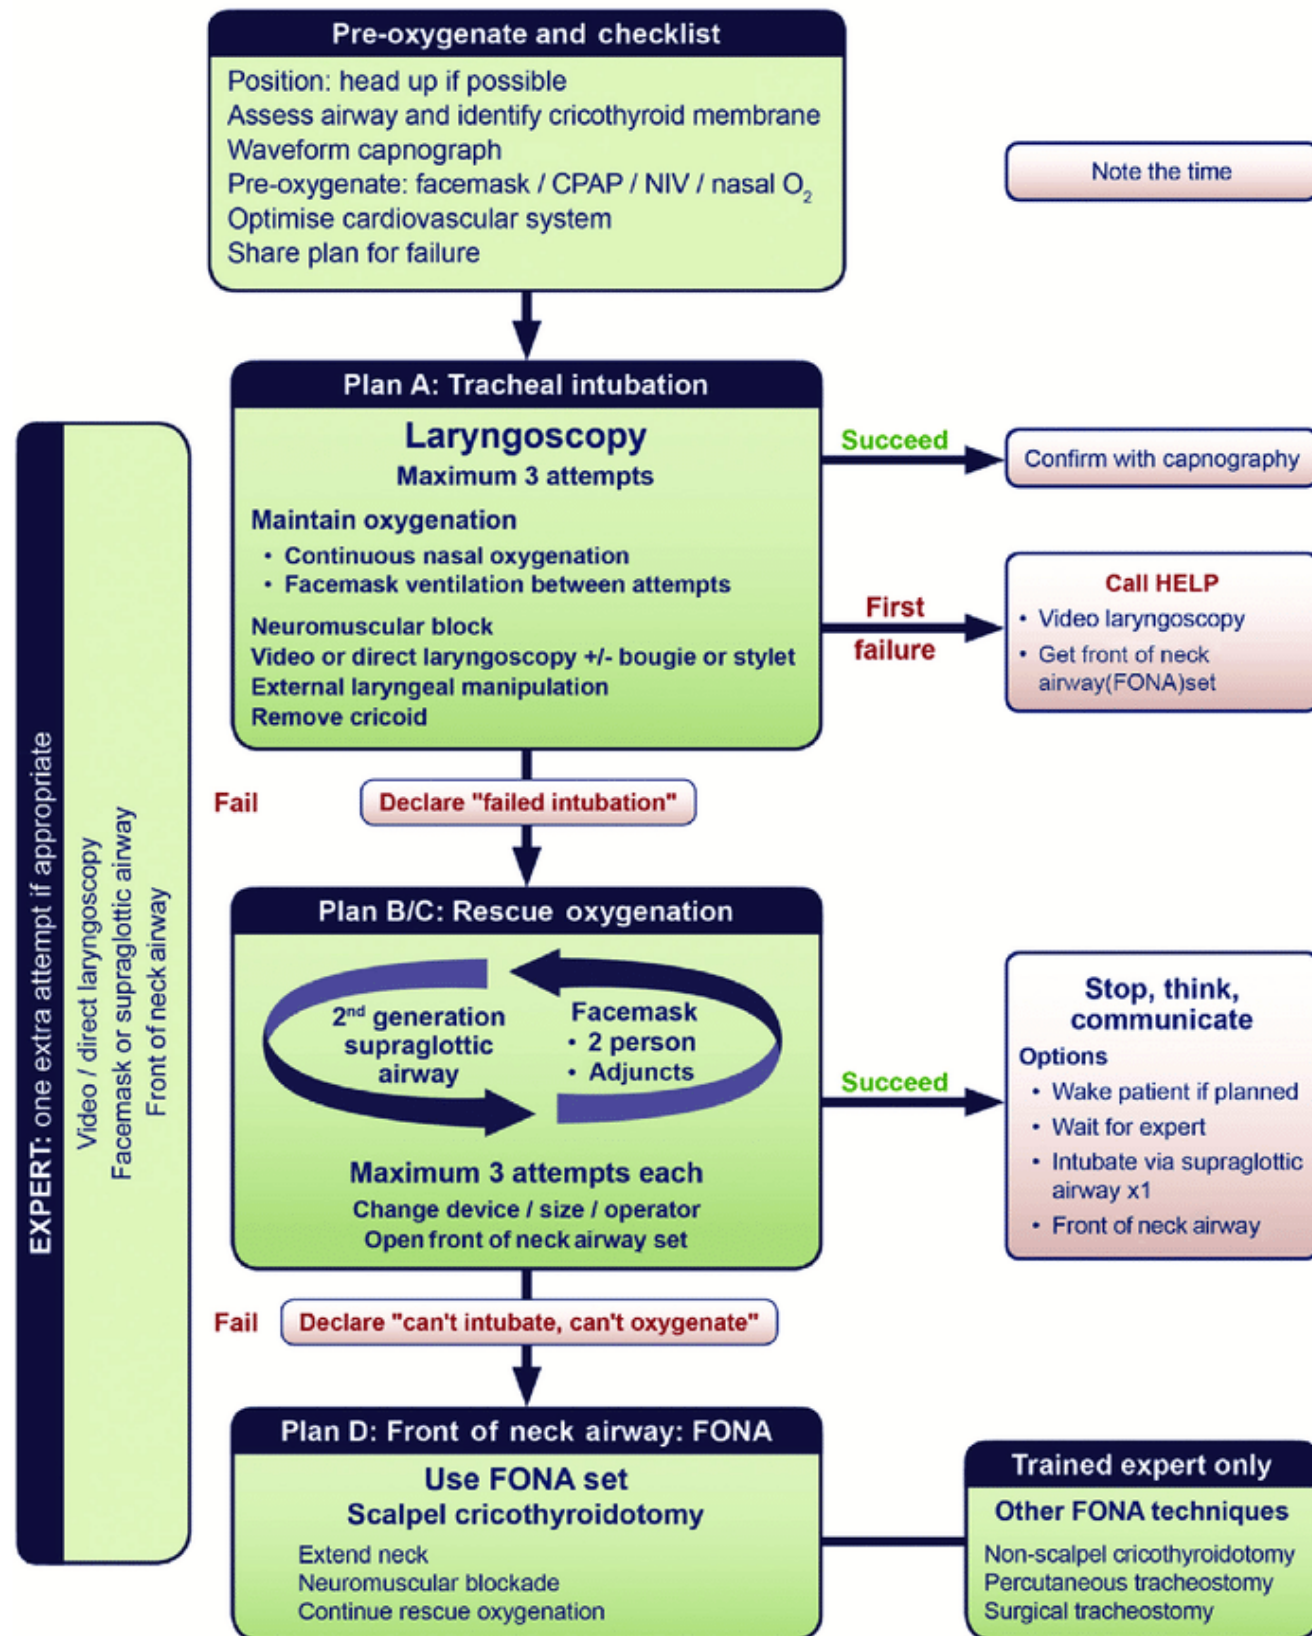 Pre-oxygenate and checklist
Position: head up if possible
Assess airway and identify cricothyroid membrane
Waveform capnograph
Pre-oxygenate: facemask / CPAP / NIV / nasal O₂
Optimise cardiovascular system
Share plan for failure
Note the time
Plan A: Tracheal intubation
Laryngoscopy
Maximum 3 attempts
Maintain oxygenation
• Continuous nasal oxygenation
• Facemask ventilation between attempts
Neuromuscular block
Video or direct laryngoscopy +/- bougie or stylet
External laryngeal manipulation
Remove cricoid
Succeed
Confirm with capnography
First
failure
Call HELP
• Video laryngoscopy
• Get front of neck
airway(FONA)set
Fail
Declare "failed intubation"
Plan B/C: Rescue oxygenation
2nd generation
supraglottic
airway
Facemask
• 2 person
• Adjuncts
Maximum 3 attempts each
Change device / size / operator
Open front of neck airway set
Succeed
Stop, think,
communicate
Options
• Wake patient if planned
• Wait for expert
• Intubate via supraglottic
airway x1
• Front of neck airway
Fail
Declare "can't intubate, can't oxygenate"
Plan D: Front of neck airway: FONA
Use FONA set
Scalpel cricothyroidotomy
Extend neck
Neuromuscular blockade
Continue rescue oxygenation
Trained expert only
Other FONA techniques
Non-scalpel cricothyroidotomy
Percutaneous tracheostomy
Surgical tracheostomy
EXPERT: one extra attempt if appropriate
Video / direct laryngoscopy
Facemask or supraglottic airway
Front of neck airway